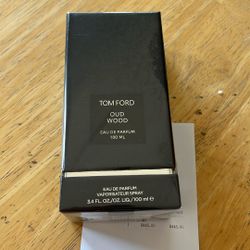 TOM FORD
OUD
WOOD
EAU DE PARFUM
100 ML
EAU DE PARFUM
VAPORISATEUR SPRAY
3.4 FL.OZ./OZ. LIQ./100 ml ℮